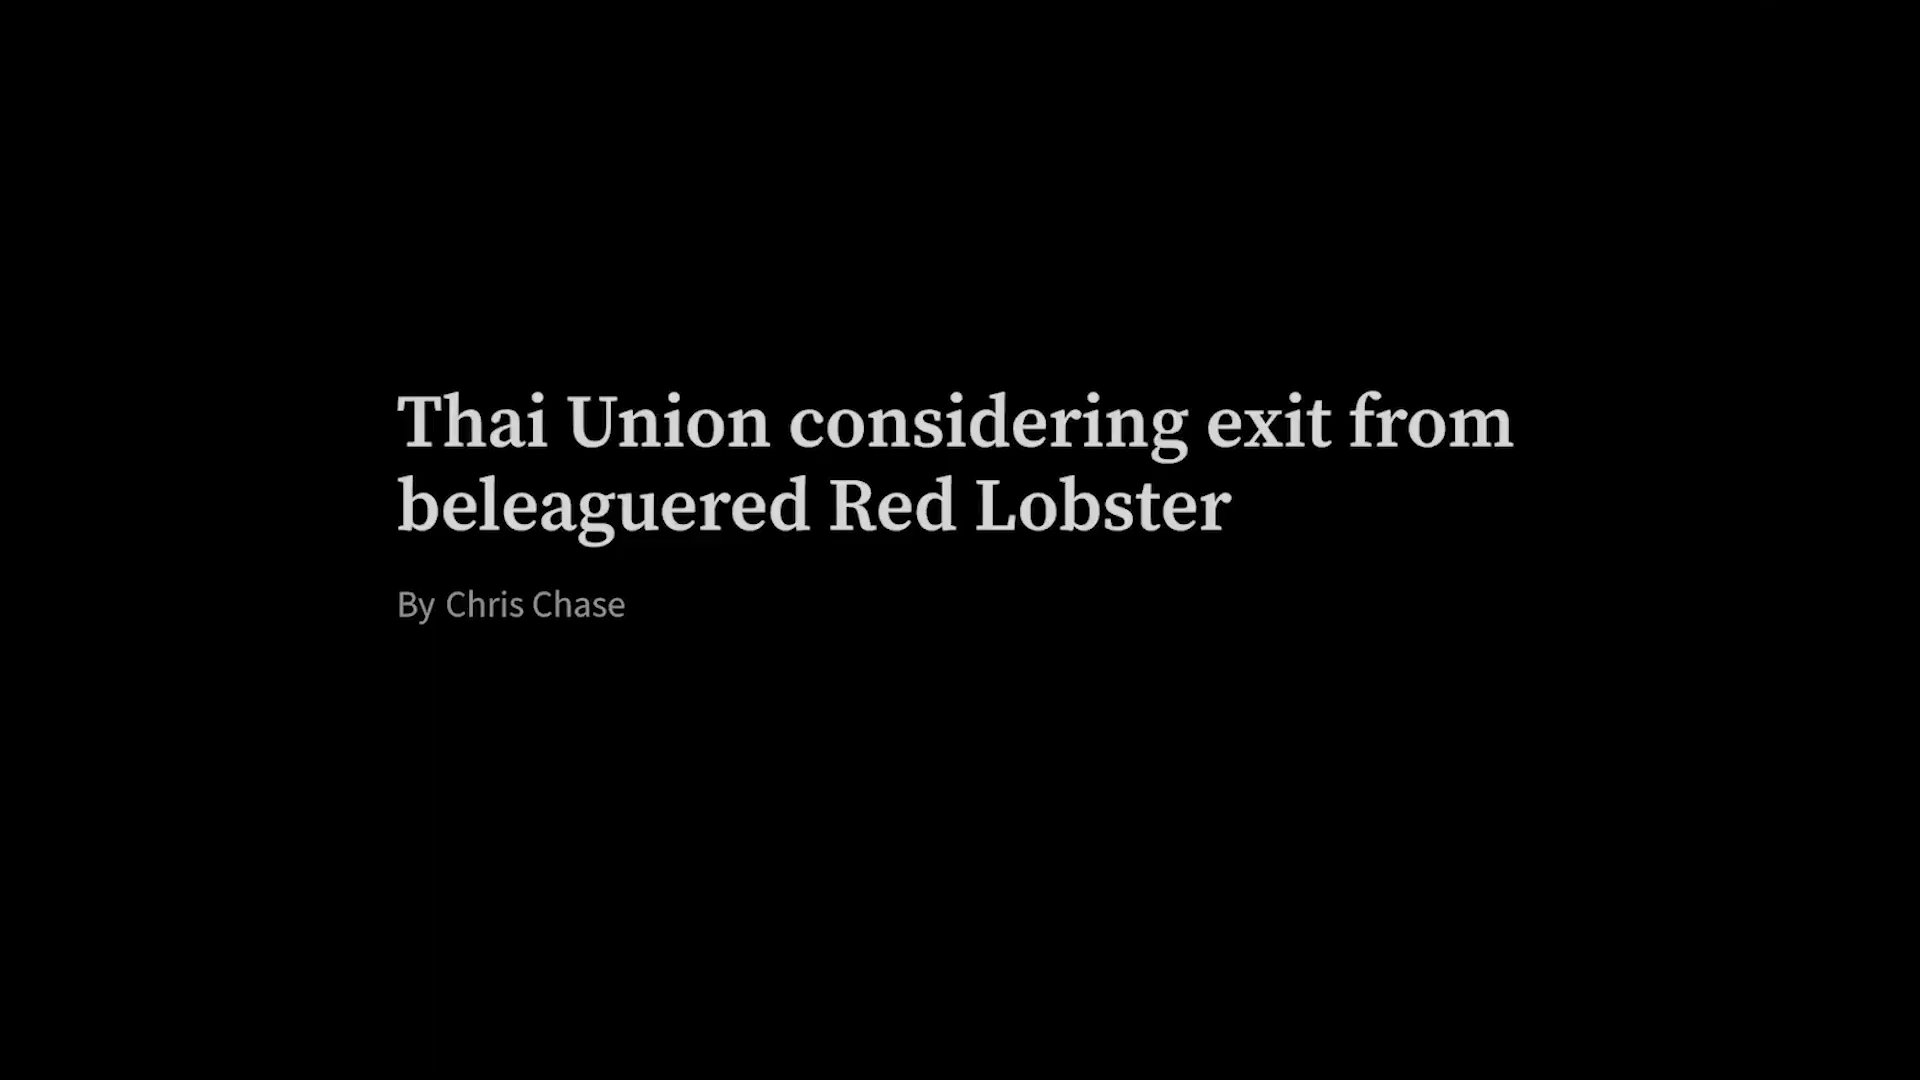 Thai Union considering exit from
beleaguered Red Lobster
By Chris Chase